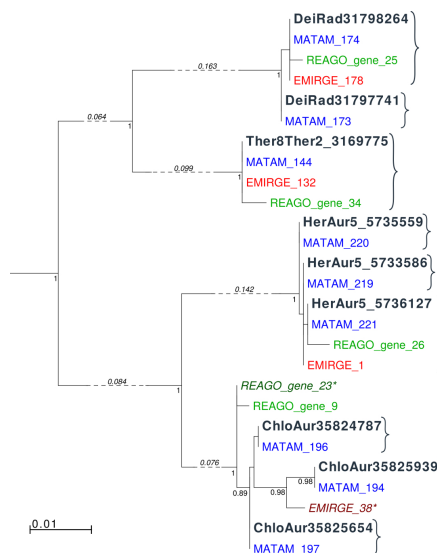 DeiRad31798264
MATAM_174
0.163
REAGO_gene_25
1
EMIRGE_178
DeiRad31797741
0.064
MATAM_173
1
Ther8Ther2_3169775
MATAM_144
0.099
EMIRGE_132
1
REAGO_gene_34
HerAur5_5735559
MATAM_220
HerAur5_5733586
1
MATAM_219
0.142
1
HerAur5_5736127
MATAM_221
REAGO_gene_26
EMIRGE_1
0.084
REAGO_gene_23*
1
REAGO_gene_9
ChloAur35824787
MATAM_196
0.076
ChloAur35825939
1
0.98
MATAM_194
0.89
0.98
EMIRGE_38*
ChloAur35825654
0.01
MATAM_197